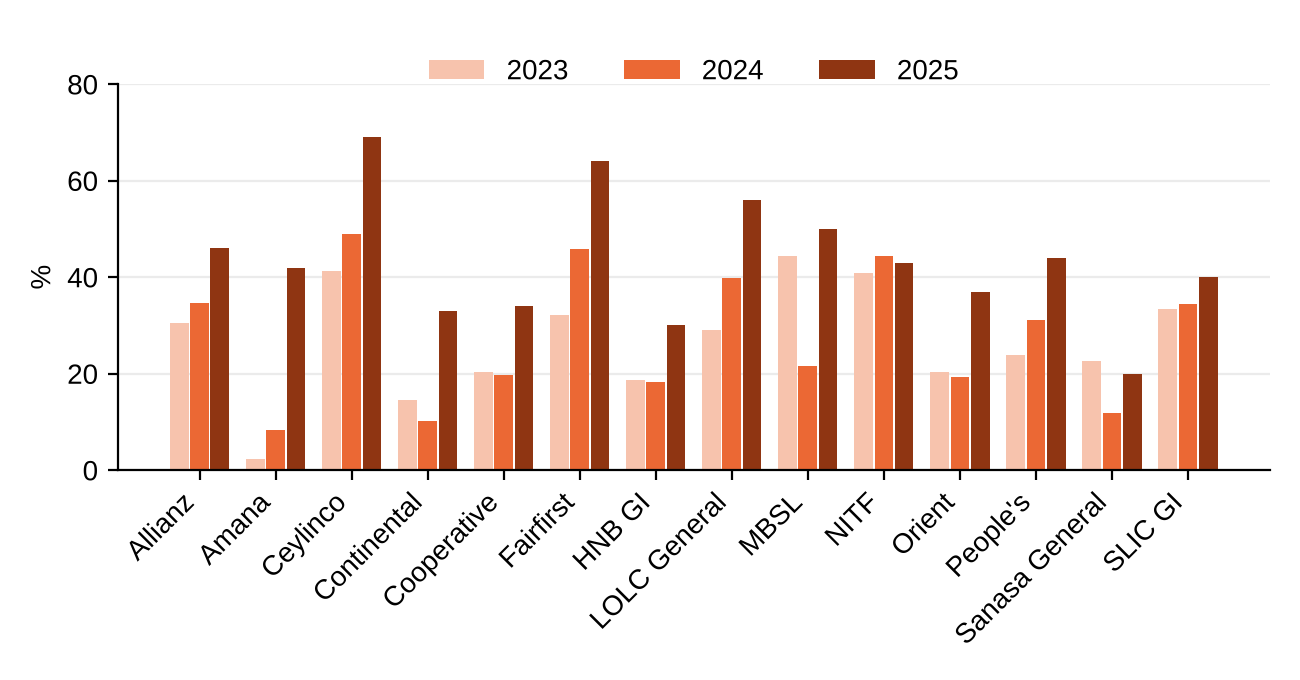 2023 2024 2025
80
60
40
20
0
%
Allianz
Amana
Ceylinco
Continental
Cooperative
Fairfirst
HNB GI
LOLC General
MBSL
NITF
Orient
People's
Sanasa General
SLIC GI